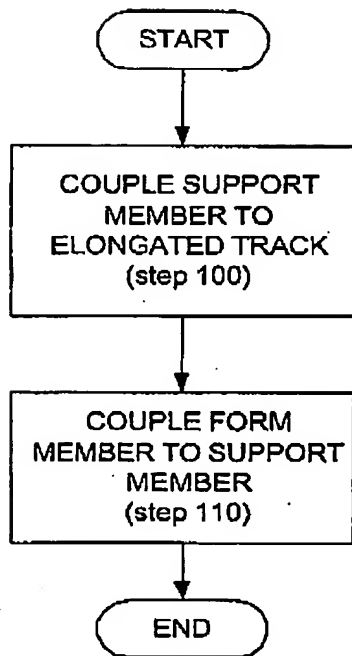 START
COUPLE SUPPORT
MEMBER TO
ELONGATED TRACK
(step 100)
COUPLE FORM
MEMBER TO SUPPORT
MEMBER
(step 110)
END